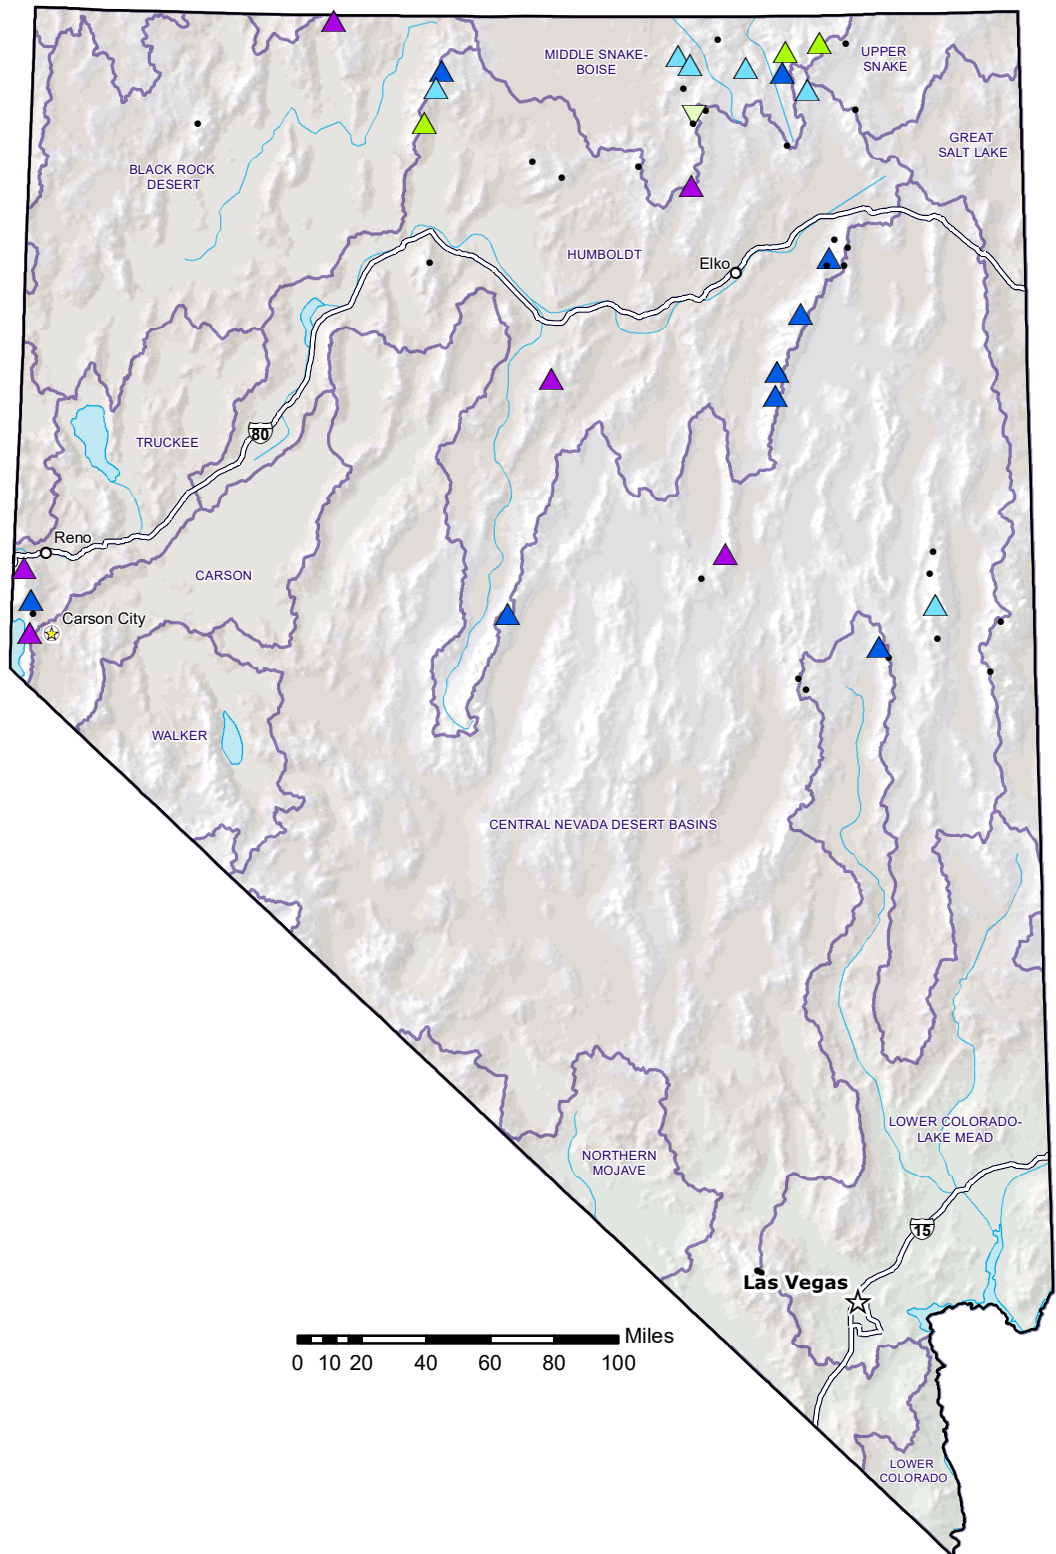 MIDDLE SNAKE-
BOISE
UPPER
SNAKE
GREAT
SALT LAKE
BLACK ROCK
DESERT
HUMBOLDT
Elko
80
TRUCKEE
Reno
CARSON
Carson City
WALKER
CENTRAL NEVADA DESERT BASINS
LOWER COLORADO-
LAKE MEAD
NORTHERN
MOJAVE
15
Las Vegas
Miles
0 10 20 40 60 80 100
LOWER
COLORADO